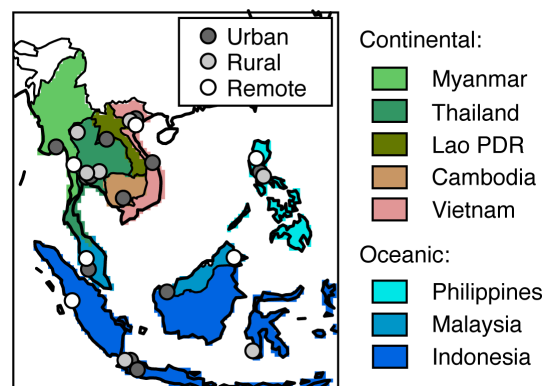 Urban
Rural
Remote
Continental:
Myanmar
Thailand
Lao PDR
Cambodia
Vietnam
Oceanic:
Philippines
Malaysia
Indonesia